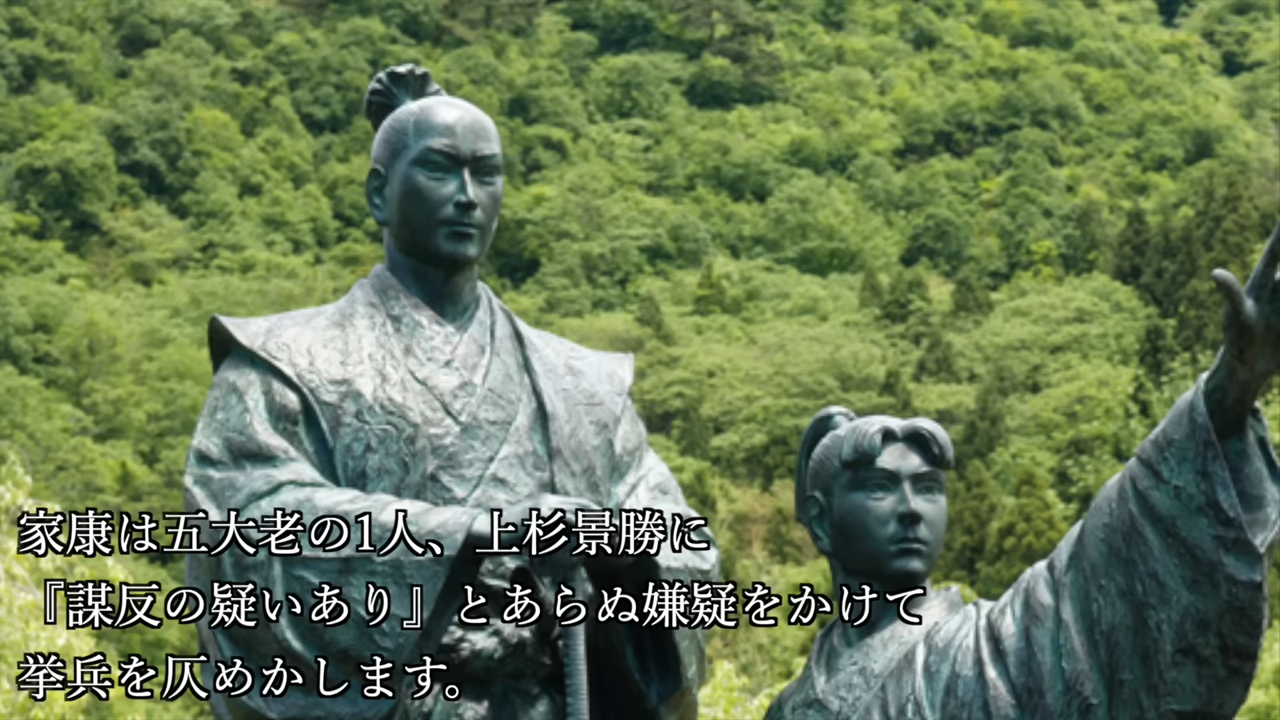 家康は五大老の1人、上杉景勝に
『謀反の疑いあり』とあらぬ嫌疑をかけて
挙兵を仄めかします。